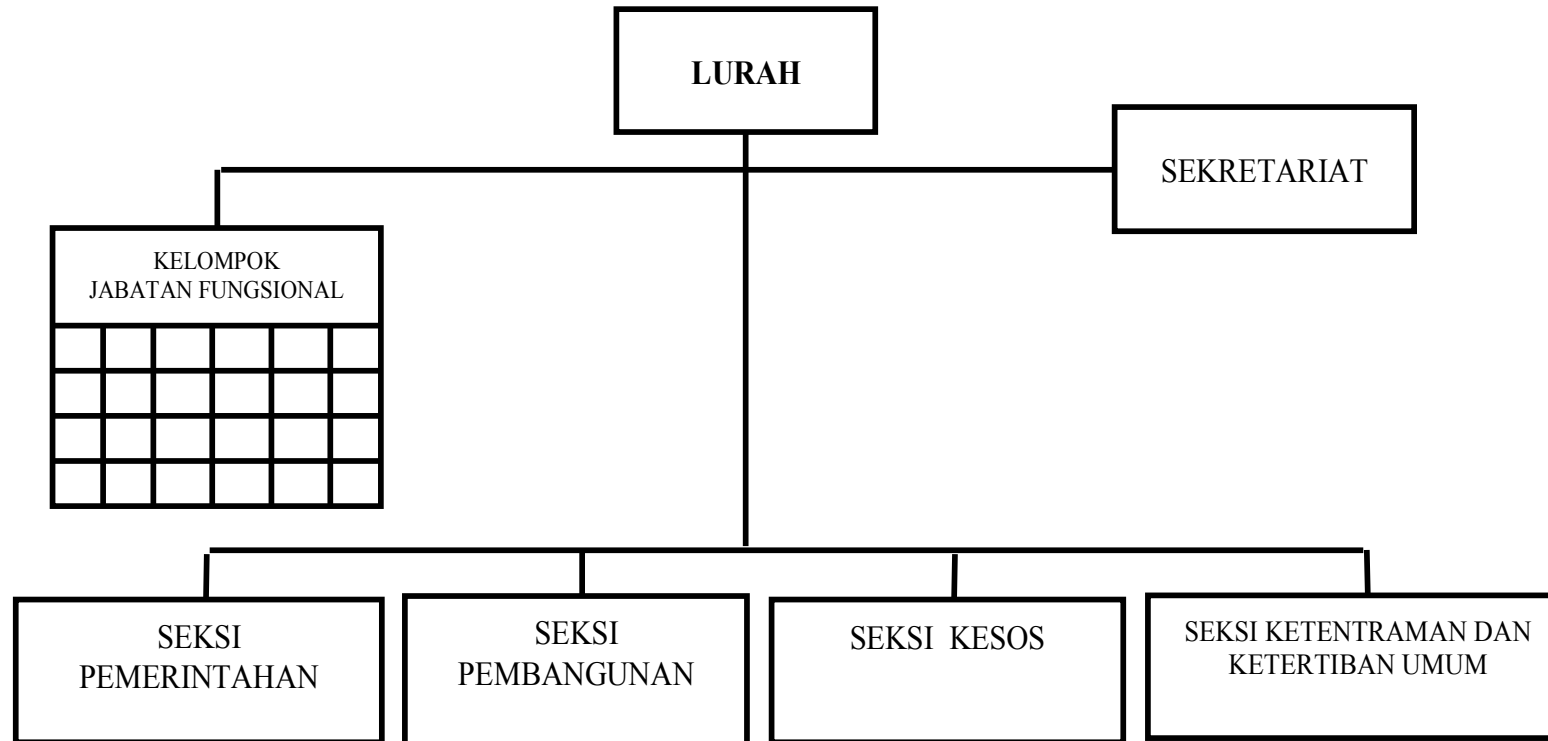 LURAH
SEKRETARIAT
KELOMPOK
JABATAN FUNGSIONAL
SEKSI
PEMERINTAHAN
SEKSI
PEMBANGUNAN
SEKSI KESOS
SEKSI KETENTRAMAN DAN
KETERTIBAN UMUM